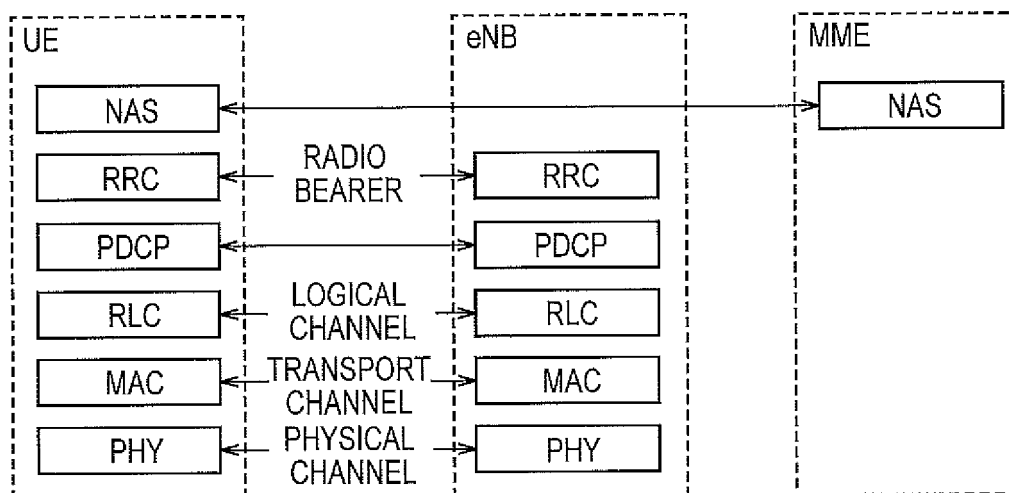 UE
eNB
MME
NAS
NAS
RRC
RADIO
BEARER
RRC
PDCP
PDCP
RLC
LOGICAL
CHANNEL
RLC
MAC
TRANSPORT
CHANNEL
MAC
PHY
PHYSICAL
CHANNEL
PHY